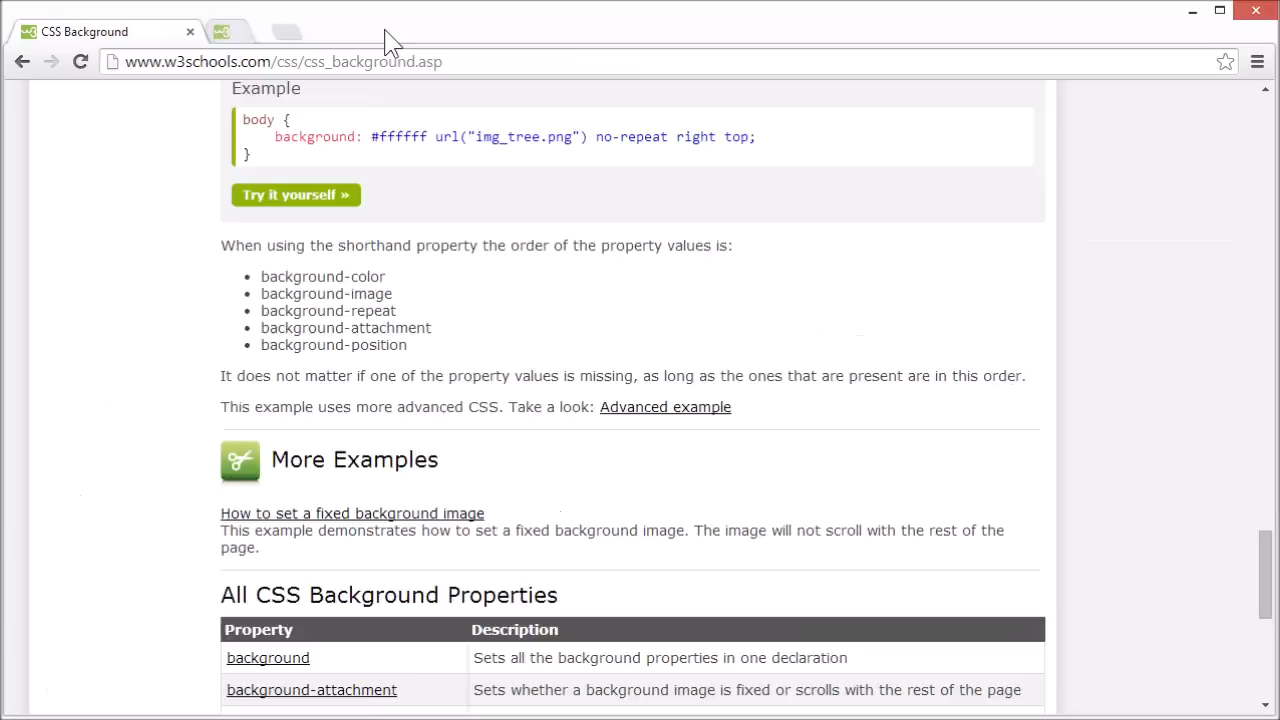 CSS Background
www.w3schools.com/css/css_background.asp
Example
body {
background: #ffffff url("img_tree.png") no-repeat right top;
}
Try it yourself »
When using the shorthand property the order of the property values is:
• background-color
• background-image
• background-repeat
• background-attachment
• background-position
It does not matter if one of the property values is missing, as long as the ones that are present are in this order.
This example uses more advanced CSS. Take a look: Advanced example
More Examples
How to set a fixed background image
This example demonstrates how to set a fixed background image. The image will not scroll with the rest of the
page.
All CSS Background Properties
Property Description
background Sets all the background properties in one declaration
background-attachment Sets whether a background image is fixed or scrolls with the rest of the page